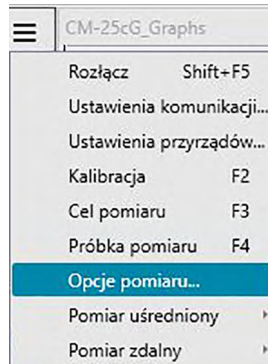 CM-25cG_Graphs
Rozłącz Shift+F5
Ustawienia komunikacji...
Ustawienia przyrządów...
Kalibracja F2
Cel pomiaru F3
Próbka pomiaru F4
Opcje pomiaru...
Pomiar uśredniony
Pomiar zdalny